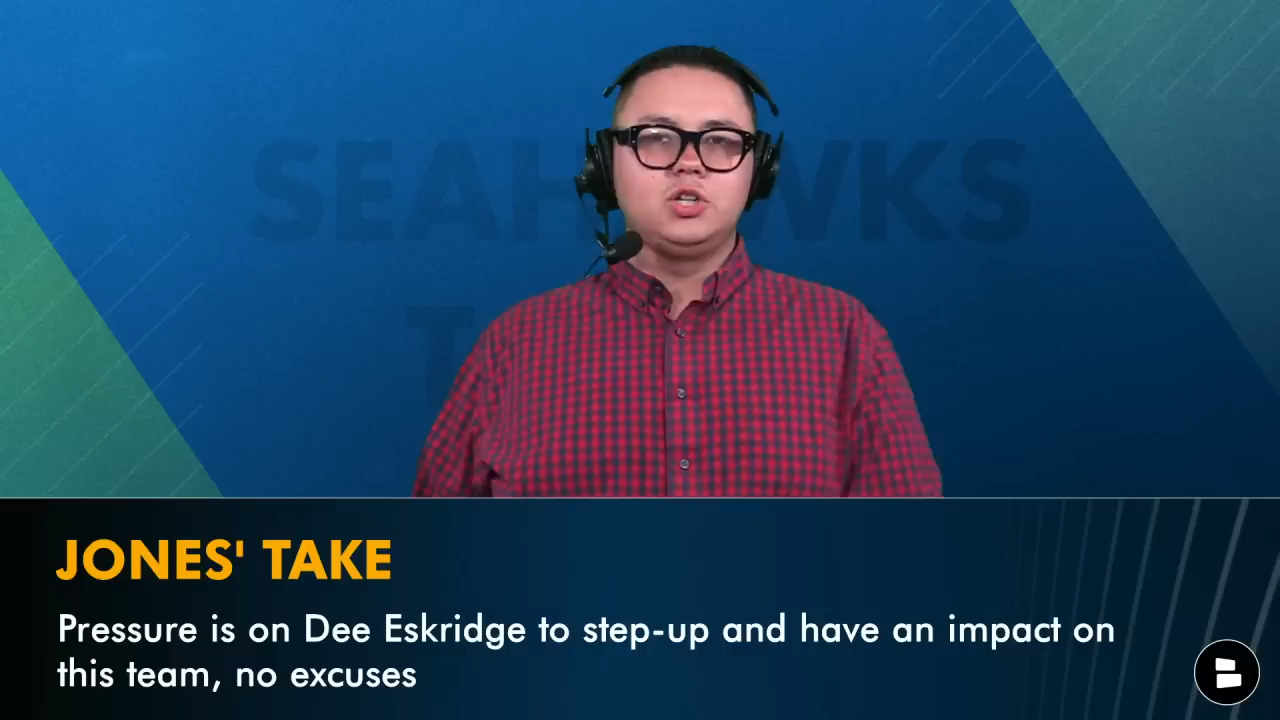 SEAHAWKS
JONES' TAKE
Pressure is on Dee Eskridge to step-up and have an impact on
this team, no excuses